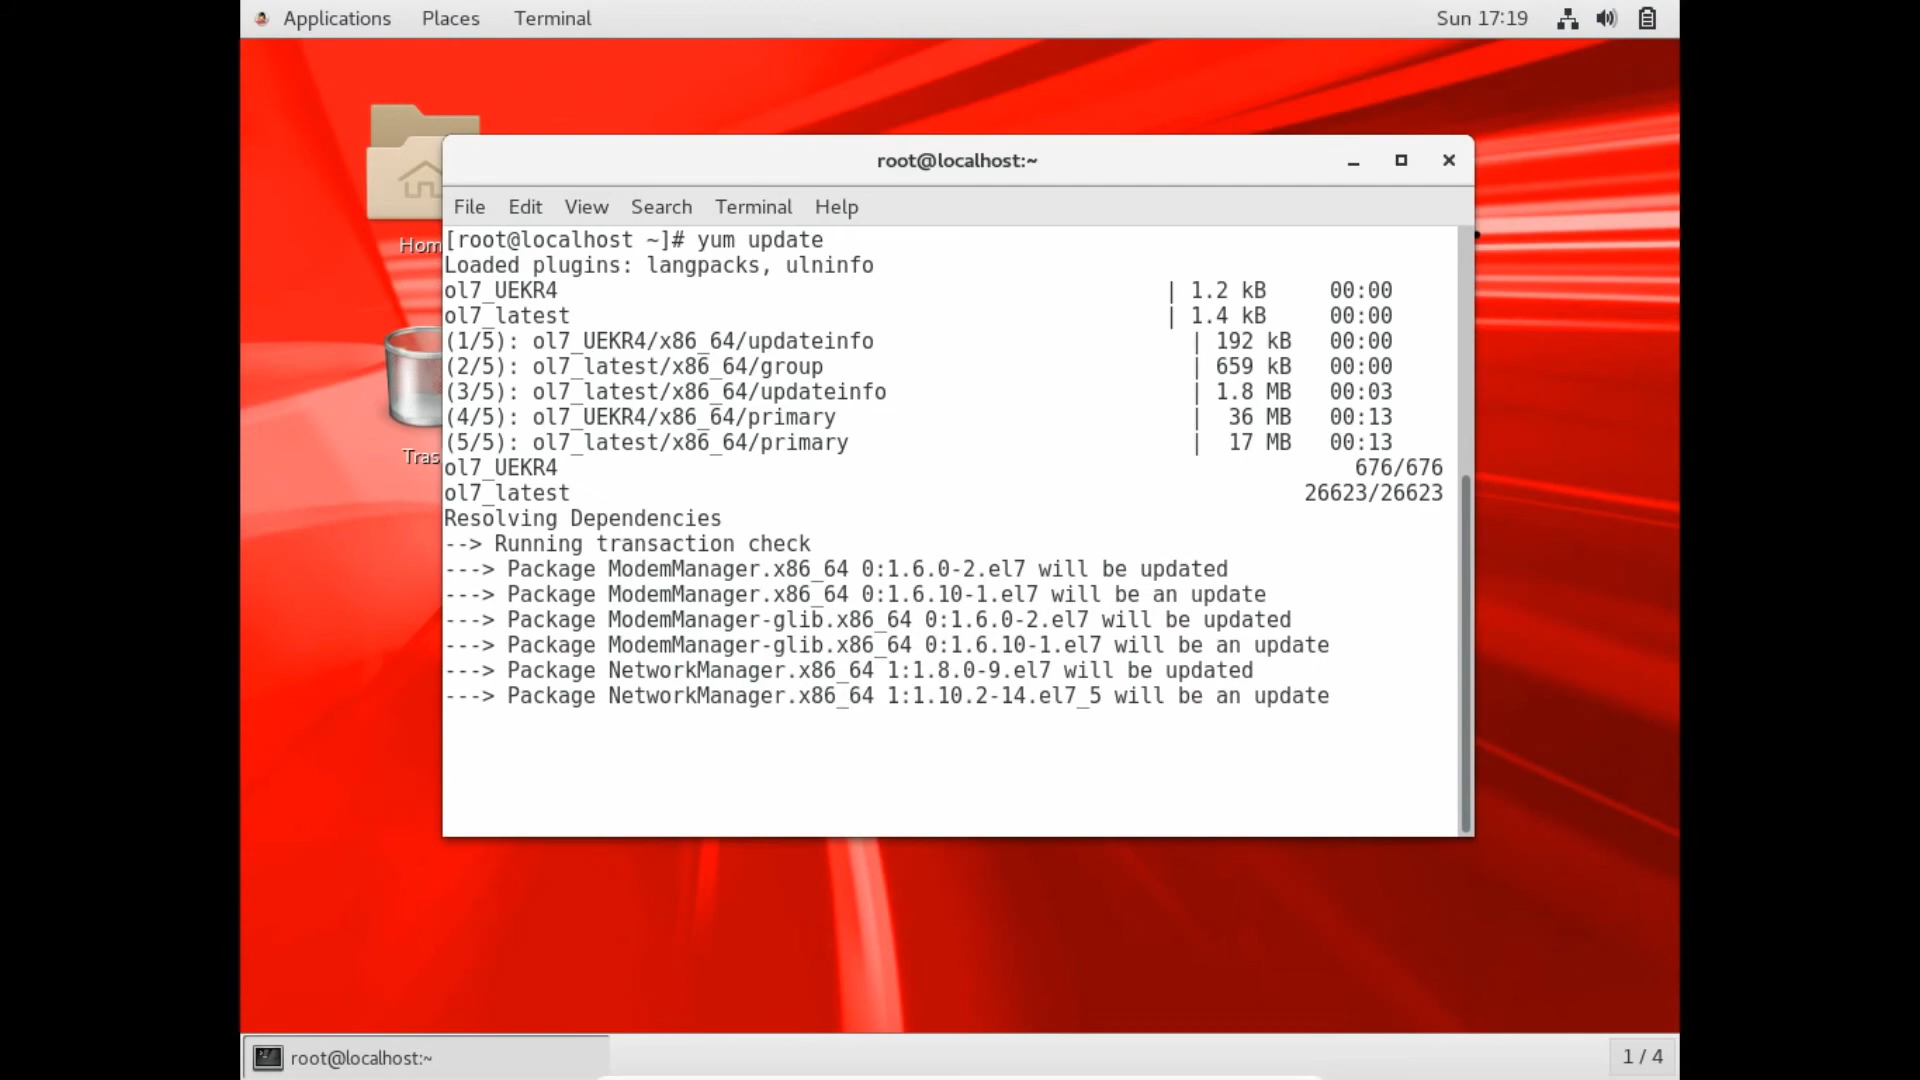 Applications Places Terminal Sun 17:19
root@localhost:~
File Edit View Search Terminal Help
Hom
Tras
[root@localhost ~]# yum update
Loaded plugins: langpacks, ulninfo
ol7_UEKR4 | 1.2 kB 00:00
ol7_latest | 1.4 kB 00:00
(1/5): ol7_UEKR4/x86_64/updateinfo | 192 kB 00:00
(2/5): ol7_latest/x86_64/group | 659 kB 00:00
(3/5): ol7_latest/x86_64/updateinfo | 1.8 MB 00:03
(4/5): ol7_UEKR4/x86_64/primary | 36 MB 00:13
(5/5): ol7_latest/x86_64/primary | 17 MB 00:13
ol7_UEKR4 676/676
ol7_latest 26623/26623
Resolving Dependencies
--> Running transaction check
---> Package ModemManager.x86_64 0:1.6.0-2.el7 will be updated
---> Package ModemManager.x86_64 0:1.6.10-1.el7 will be an update
---> Package ModemManager-glib.x86_64 0:1.6.0-2.el7 will be updated
---> Package ModemManager-glib.x86_64 0:1.6.10-1.el7 will be an update
---> Package NetworkManager.x86_64 1:1.8.0-9.el7 will be updated
---> Package NetworkManager.x86_64 1:1.10.2-14.el7_5 will be an update
root@localhost:~ 1 / 4